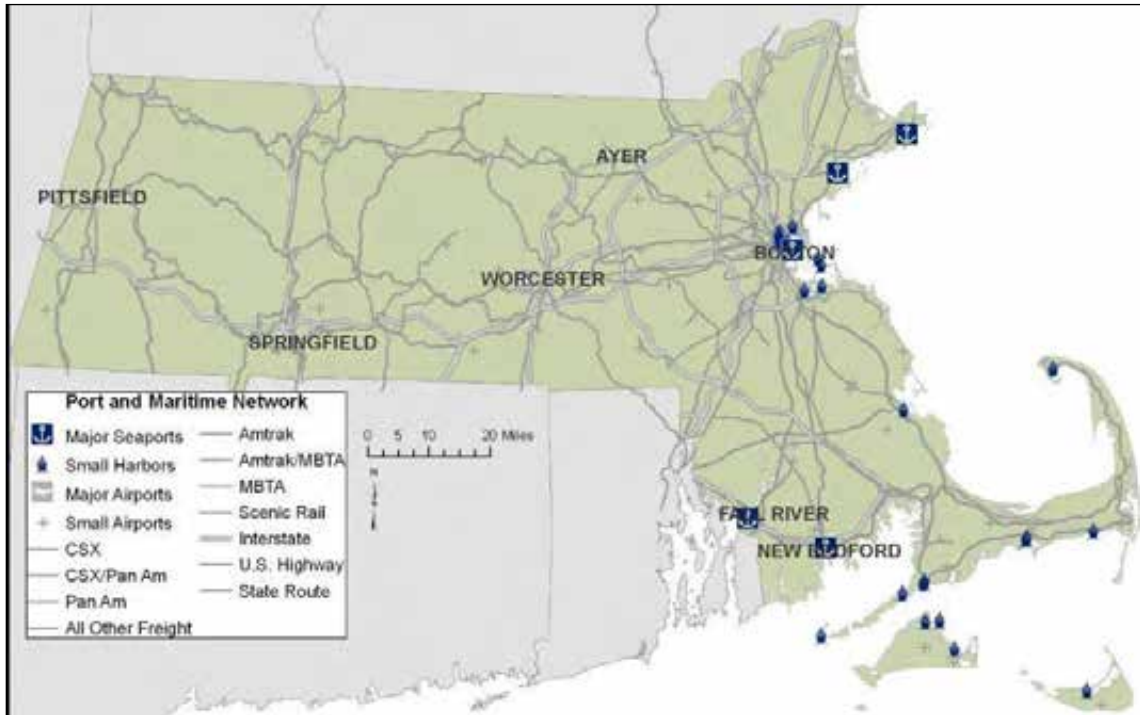 AYER
PITTSFIELD
BOSTON
WORCESTER
SPRINGFIELD
FALL RIVER
NEW BEDFORD
Port and Maritime Network
Major Seaports
Small Harbors
Major Airports
Small Airports
CSX
CSX/Pan Am
Pan Am
All Other Freight
Amtrak
Amtrak/MBTA
MBTA
Scenic Rail
Interstate
U.S. Highway
State Route
0 5 10 20 Miles
N